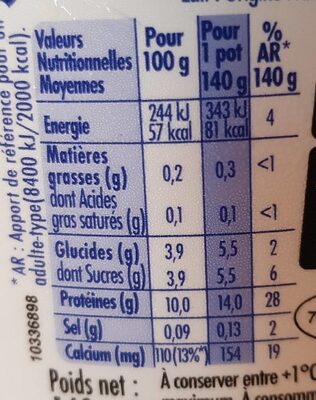 Valeurs Nutritionnelles Moyennes Pour 100 g Pour 1 pot 140 g % AR* 140 g
Energie 244 kJ 57 kcal 343 kJ 81 kcal 4
Matières grasses (g) 0,2 0,3 <1
dont Acides gras saturés (g) 0,1 0,1 <1
Glucides (g) 3,9 5,5 2
dont Sucres (g) 3,9 5,5 6
Protéines (g) 10,0 14,0 28
Sel (g) 0,09 0,13 2
Calcium (mg) 110 (13%*) 154 19
Poids net : À conserver entre +1°C
* AR : Apport de référence pour un
adulte-type (8400 kJ/2000 kcal).
10336898